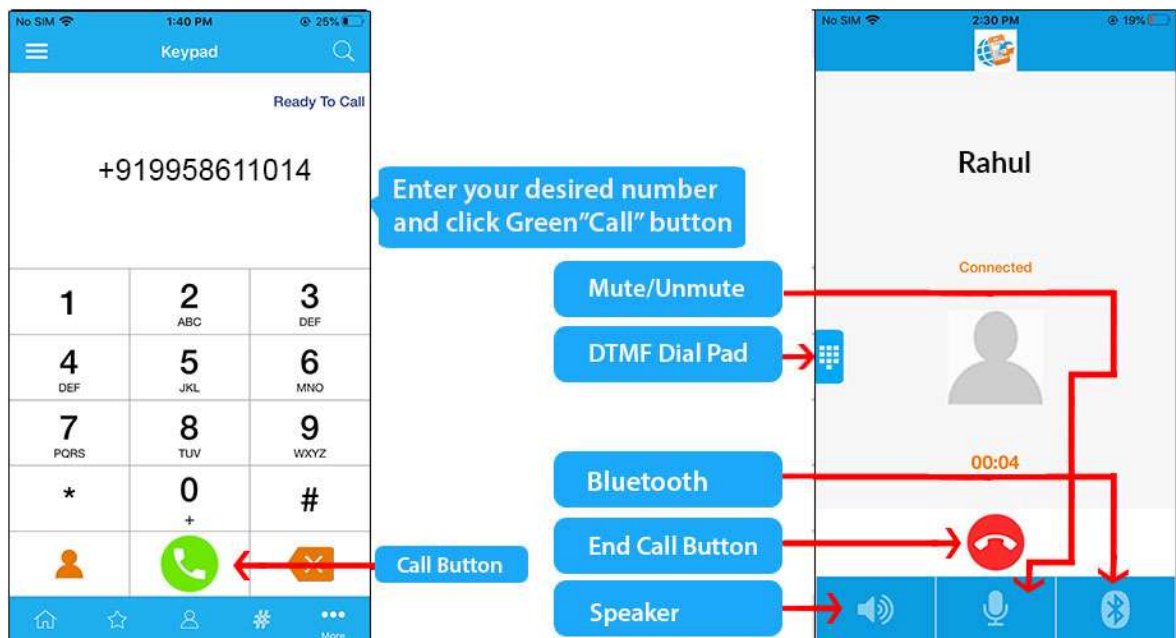 No SIM 1:40 PM 25%
Keypad
Ready To Call
+919958611014
1
2
ABC
3
DEF
4
DEF
5
JKL
6
MNO
7
PQRS
8
TUV
9
WXYZ
*
0
+
#
More
Enter your desired number
and click Green"Call" button
Mute/Unmute
DTMF Dial Pad
Bluetooth
End Call Button
Call Button
Speaker
No SIM 2:30 PM 19%
Rahul
Connected
00:04